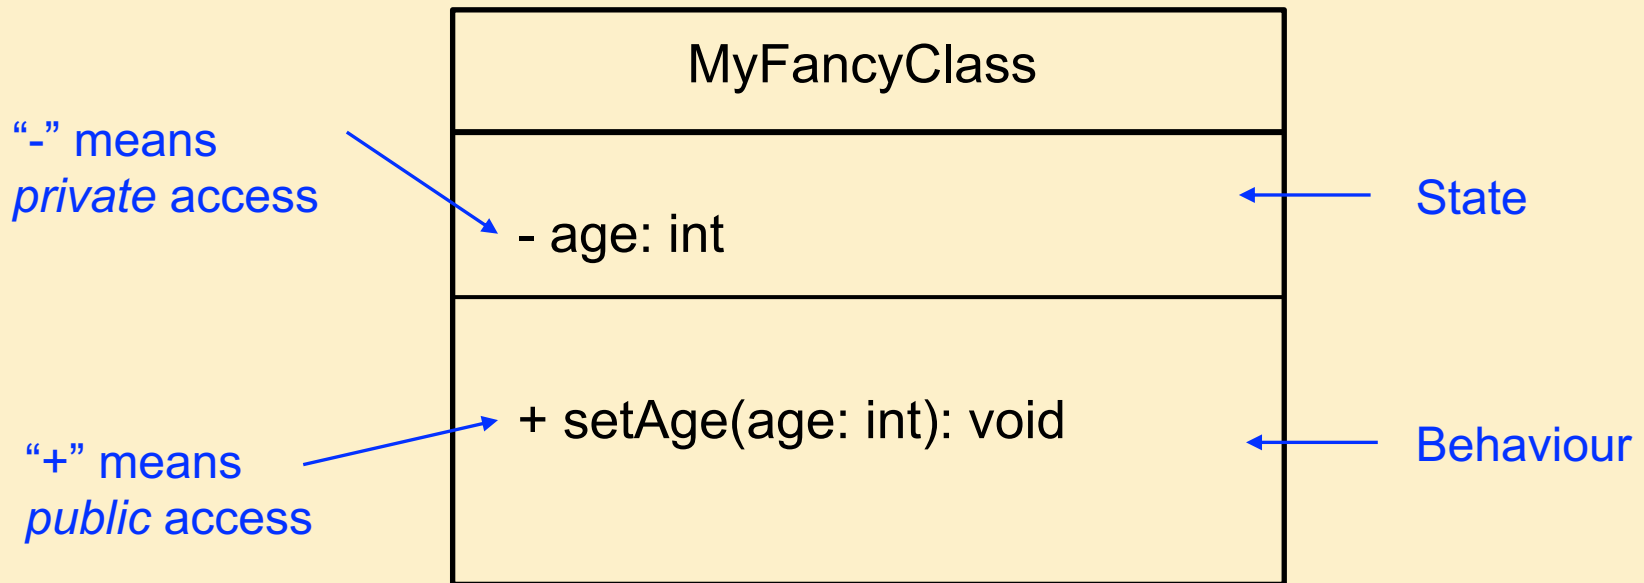 MyFancyClass
“-” means
private access
- age: int
State
“+” means
public access
+ setAge(age: int): void
Behaviour